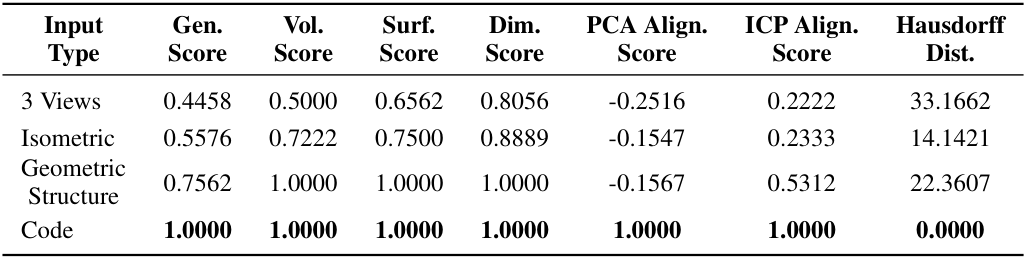 Input Gen. Vol. Surf. Dim. PCA Align. ICP Align. Hausdorff
Type Score Score Score Score Score Score Dist.
3 Views 0.4458 0.5000 0.6562 0.8056 -0.2516 0.2222 33.1662
Isometric 0.5576 0.7222 0.7500 0.8889 -0.1547 0.2333 14.1421
Geometric
Structure 0.7562 1.0000 1.0000 1.0000 -0.1567 0.5312 22.3607
Code 1.0000 1.0000 1.0000 1.0000 1.0000 1.0000 0.0000